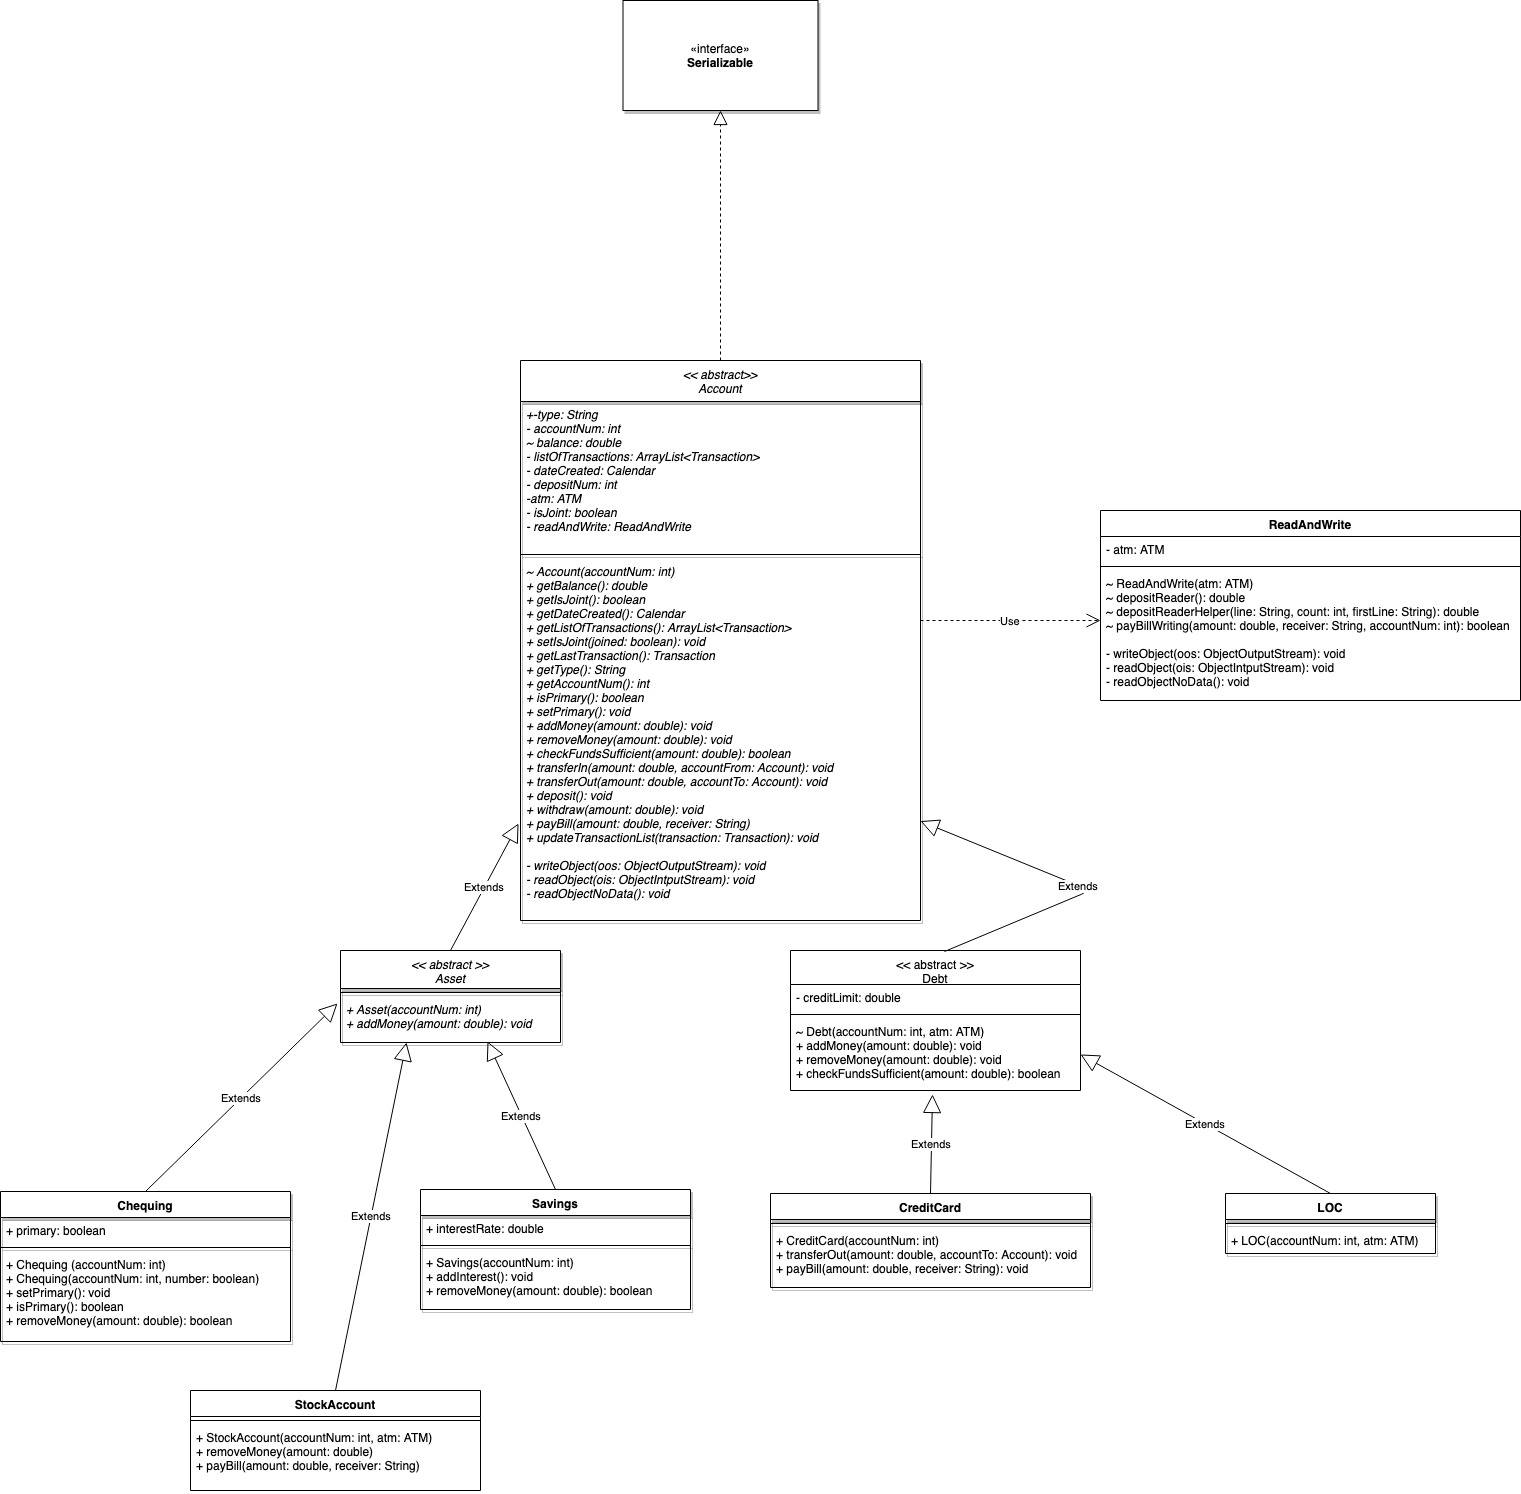 «interface»
Serializable
<< abstract>>
Account
+-type: String
- accountNum: int
~ balance: double
- listOfTransactions: ArrayList<Transaction>
- dateCreated: Calendar
- depositNum: int
-atm: ATM
- isJoint: boolean
- readAndWrite: ReadAndWrite
~ Account(accountNum: int)
+ getBalance(): double
+ getIsJoint(): boolean
+ getDateCreated(): Calendar
+ getListOfTransactions(): ArrayList<Transaction>
+ setIsJoint(joined: boolean): void
+ getLastTransaction(): Transaction
+ getType(): String
+ getAccountNum(): int
+ isPrimary(): boolean
+ setPrimary(): void
+ addMoney(amount: double): void
+ removeMoney(amount: double): void
+ checkFundsSufficient(amount: double): boolean
+ transferIn(amount: double, accountFrom: Account): void
+ transferOut(amount: double, accountTo: Account): void
+ deposit(): void
+ withdraw(amount: double): void
+ payBill(amount: double, receiver: String)
+ updateTransactionList(transaction: Transaction): void
- writeObject(oos: ObjectOutputStream): void
- readObject(ois: ObjectIntputStream): void
- readObjectNoData(): void
Use
ReadAndWrite
- atm: ATM
~ ReadAndWrite(atm: ATM)
~ depositReader(): double
~ depositReaderHelper(line: String, count: int, firstLine: String): double
~ payBillWriting(amount: double, receiver: String, accountNum: int): boolean
- writeObject(oos: ObjectOutputStream): void
- readObject(ois: ObjectIntputStream): void
- readObjectNoData(): void
Extends
Extends
<< abstract >>
Asset
+ Asset(accountNum: int)
+ addMoney(amount: double): void
<< abstract >>
Debt
- creditLimit: double
~ Debt(accountNum: int, atm: ATM)
+ addMoney(amount: double): void
+ removeMoney(amount: double): void
+ checkFundsSufficient(amount: double): boolean
Extends
Extends
Extends
Extends
Extends
Chequing
+ primary: boolean
+ Chequing (accountNum: int)
+ Chequing(accountNum: int, number: boolean)
+ setPrimary(): void
+ isPrimary(): boolean
+ removeMoney(amount: double): boolean
Savings
+ interestRate: double
+ Savings(accountNum: int)
+ addInterest(): void
+ removeMoney(amount: double): boolean
CreditCard
+ CreditCard(accountNum: int)
+ transferOut(amount: double, accountTo: Account): void
+ payBill(amount: double, receiver: String): void
LOC
+ LOC(accountNum: int, atm: ATM)
StockAccount
+ StockAccount(accountNum: int, atm: ATM)
+ removeMoney(amount: double)
+ payBill(amount: double, receiver: String)